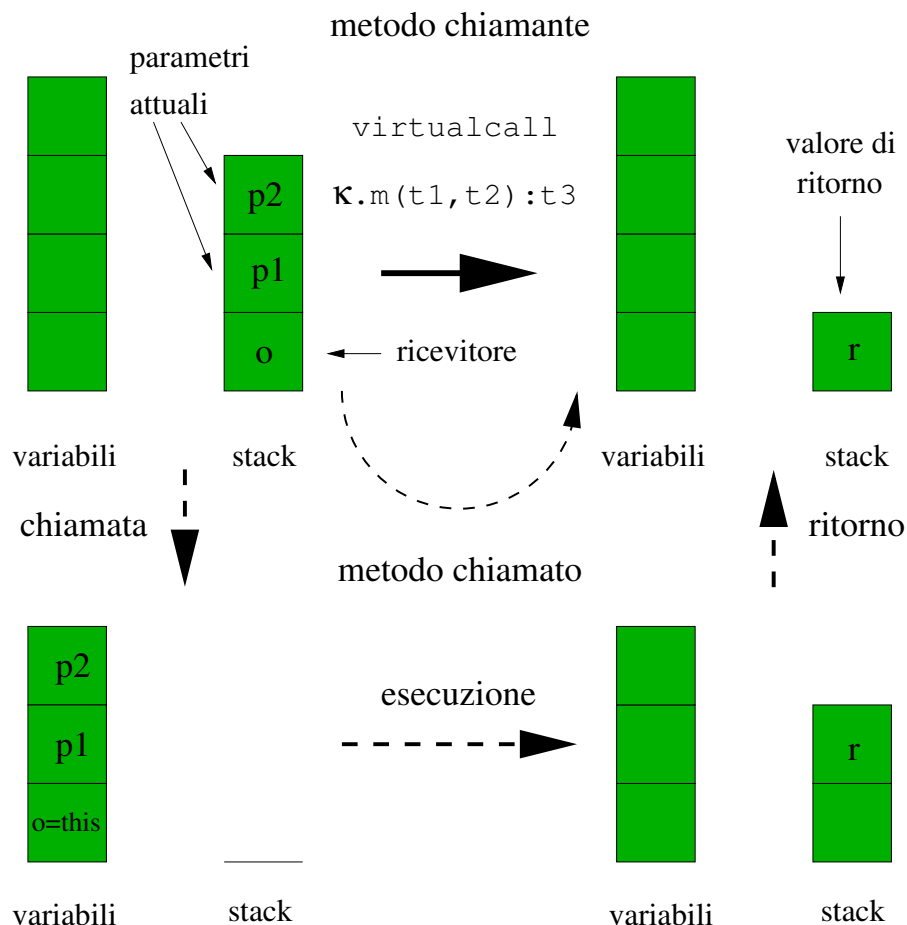 metodo chiamante
parametri
attuali
virtualcall
κ.m(t1,t2):t3
valore di
ritorno
p2
p1
o
ricevitore
r
variabili
stack
variabili
stack
chiamata
ritorno
metodo chiamato
p2
p1
o=this
esecuzione
r
variabili
stack
variabili
stack